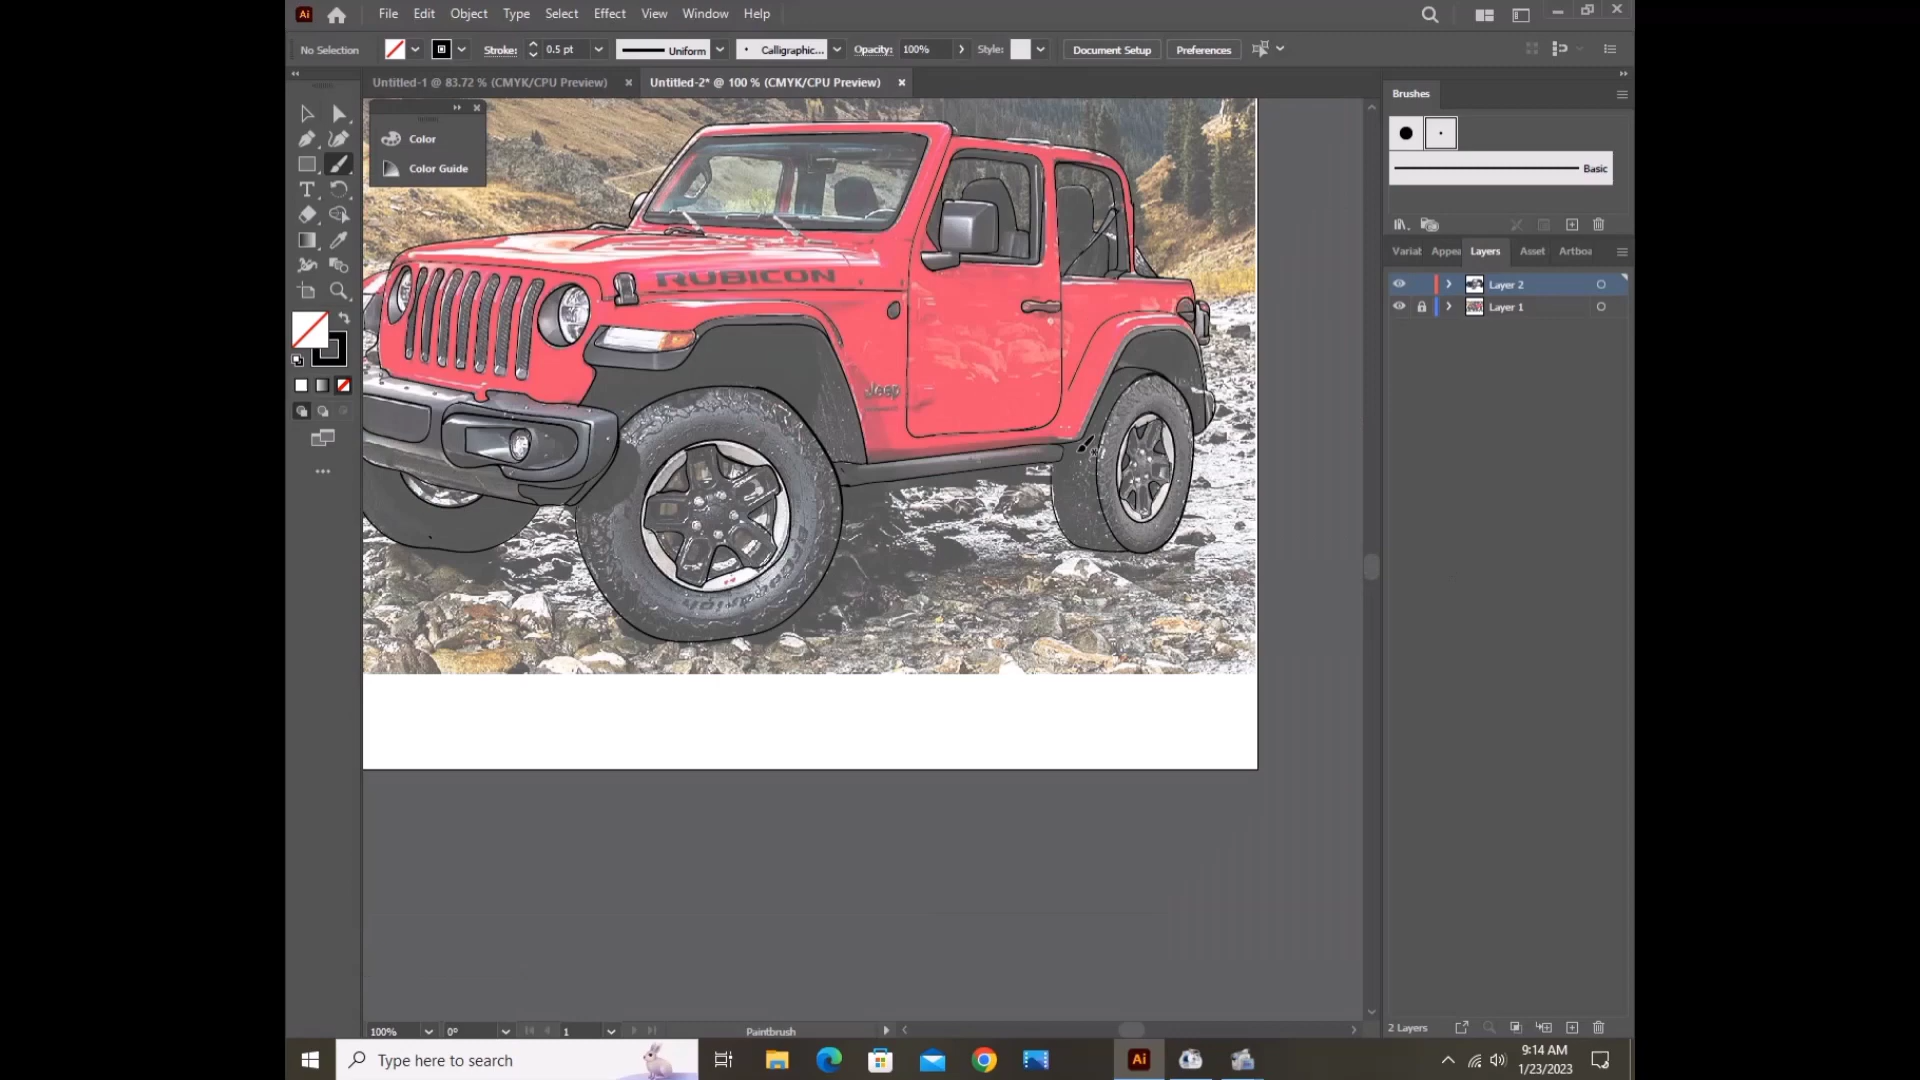 Ai File Edit Object Type Select Effect View Window Help
No Selection Stroke: 0.5 pt Uniform Calligraphic... Opacity: 100% Style: Document Setup Preferences
Untitled-1 @ 83.72 % (CMYK/CPU Preview) Untitled-2* @ 100 % (CMYK/CPU Preview)
Brushes
Color
Color Guide
Basic
Variat Appea Layers Asset Artboa
Layer 2
Layer 1
RUBICON
Jeep
100% 0° 1 Paintbrush
2 Layers
Type here to search
Ai
9:14 AM
1/23/2023